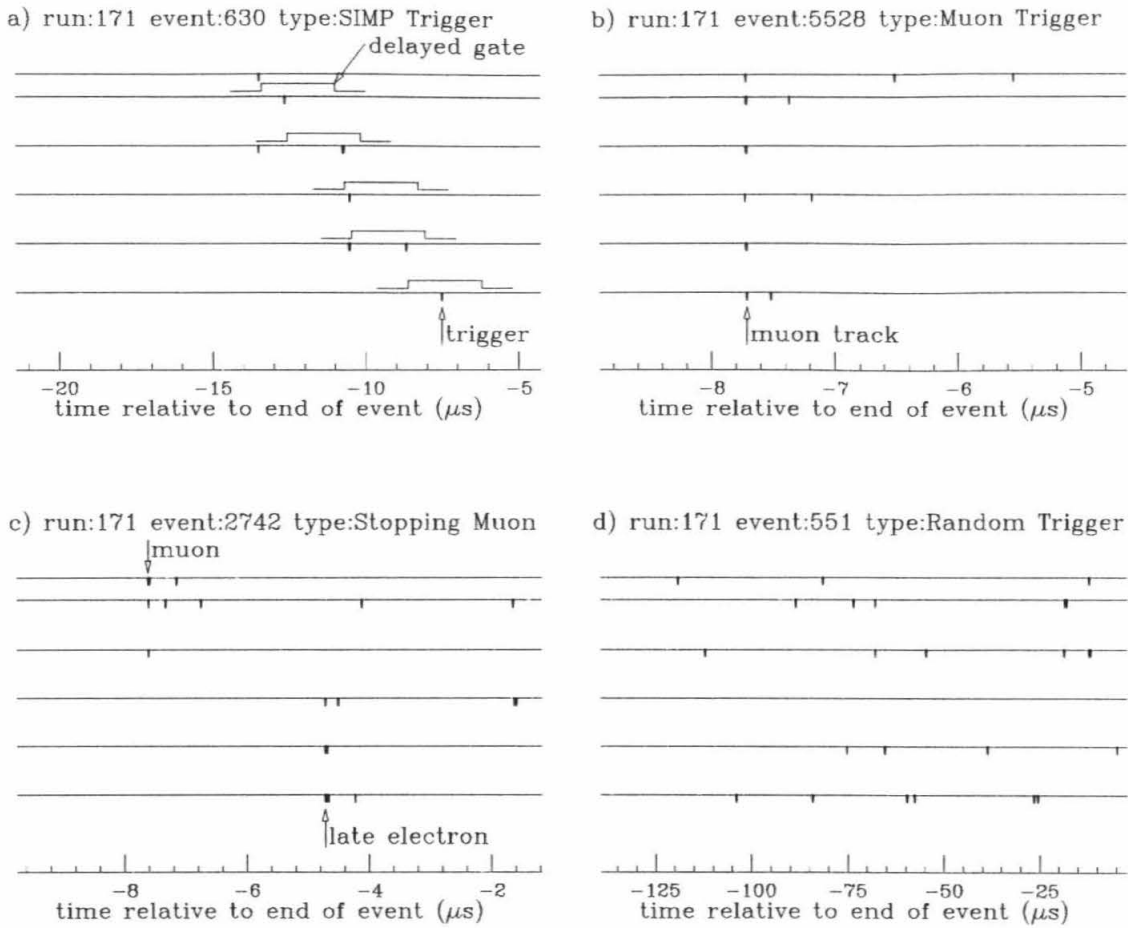 a) run:171 event:630 type:SIMP Trigger
delayed gate
trigger
-20 -15 -10 -5
time relative to end of event (μs)
b) run:171 event:5528 type:Muon Trigger
muon track
-8 -7 -6 -5
time relative to end of event (μs)
c) run:171 event:2742 type:Stopping Muon
muon
late electron
-8 -6 -4 -2
time relative to end of event (μs)
d) run:171 event:551 type:Random Trigger
-125 -100 -75 -50 -25
time relative to end of event (μs)